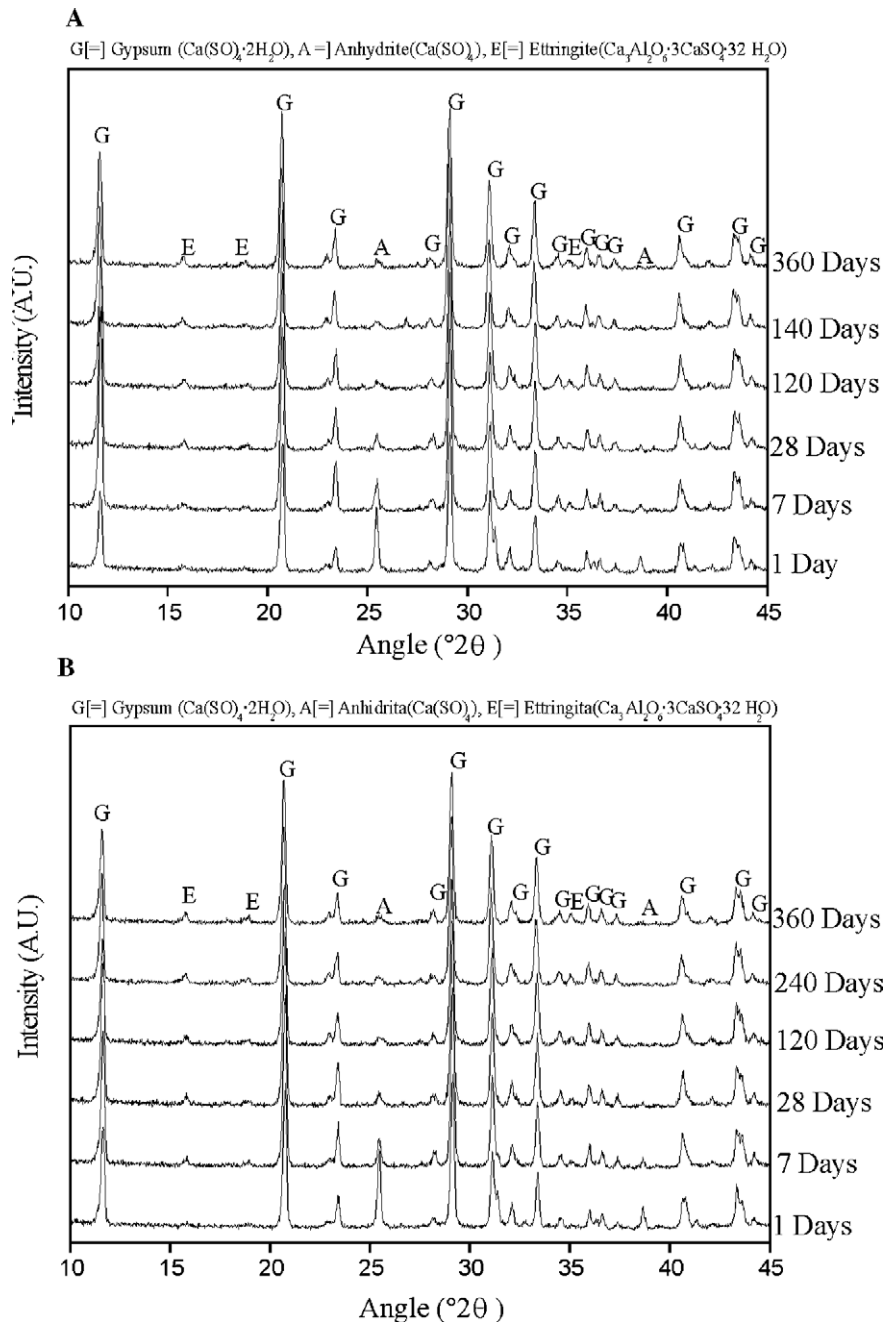 A
G[=] Gypsum (Ca(SO)₄·2H₂O), A =] Anhydrite(Ca(SO)₄), E[=] Ettringite(Ca₃Al₂O₆·3CaSO₄·32 H₂O)
G
G
G
G
G
G
E
E
G
A
G
G
G
E
G
G
G
A
G
G
G
360 Days
140 Days
120 Days
28 Days
7 Days
1 Day
Intensity (A.U.)
10 15 20 25 30 35 40 45
Angle (°2θ )
B
G[=] Gypsum (Ca(SO)₄·2H₂O), A[=] Anhidrita(Ca(SO)₄), E[=] Ettringita(Ca₃Al₂O₆·3CaSO₄·32 H₂O)
G
G
G
G
G
E
E
G
A
G
G
G
E
G
G
G
A
G
G
G
360 Days
240 Days
120 Days
28 Days
7 Days
1 Days
Intensity (A.U.)
10 15 20 25 30 35 40 45
Angle (°2θ )